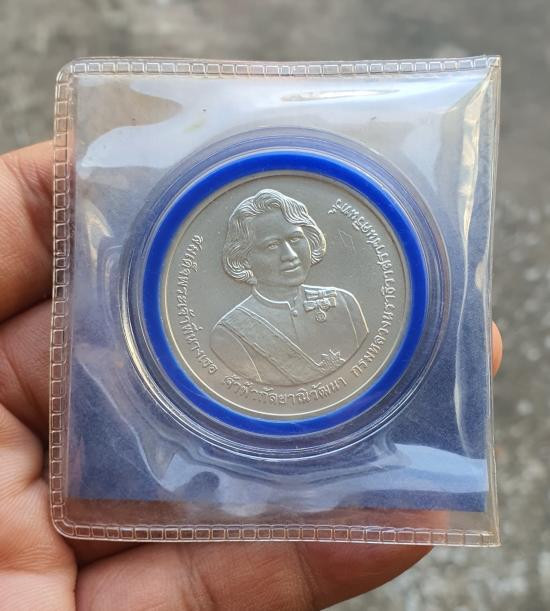 สมเด็จพระเจ้าพี่นางเธอ เจ้าฟ้ากัลยาณิวัฒนา กรมหลวงนราธิวาสราชนครินทร์